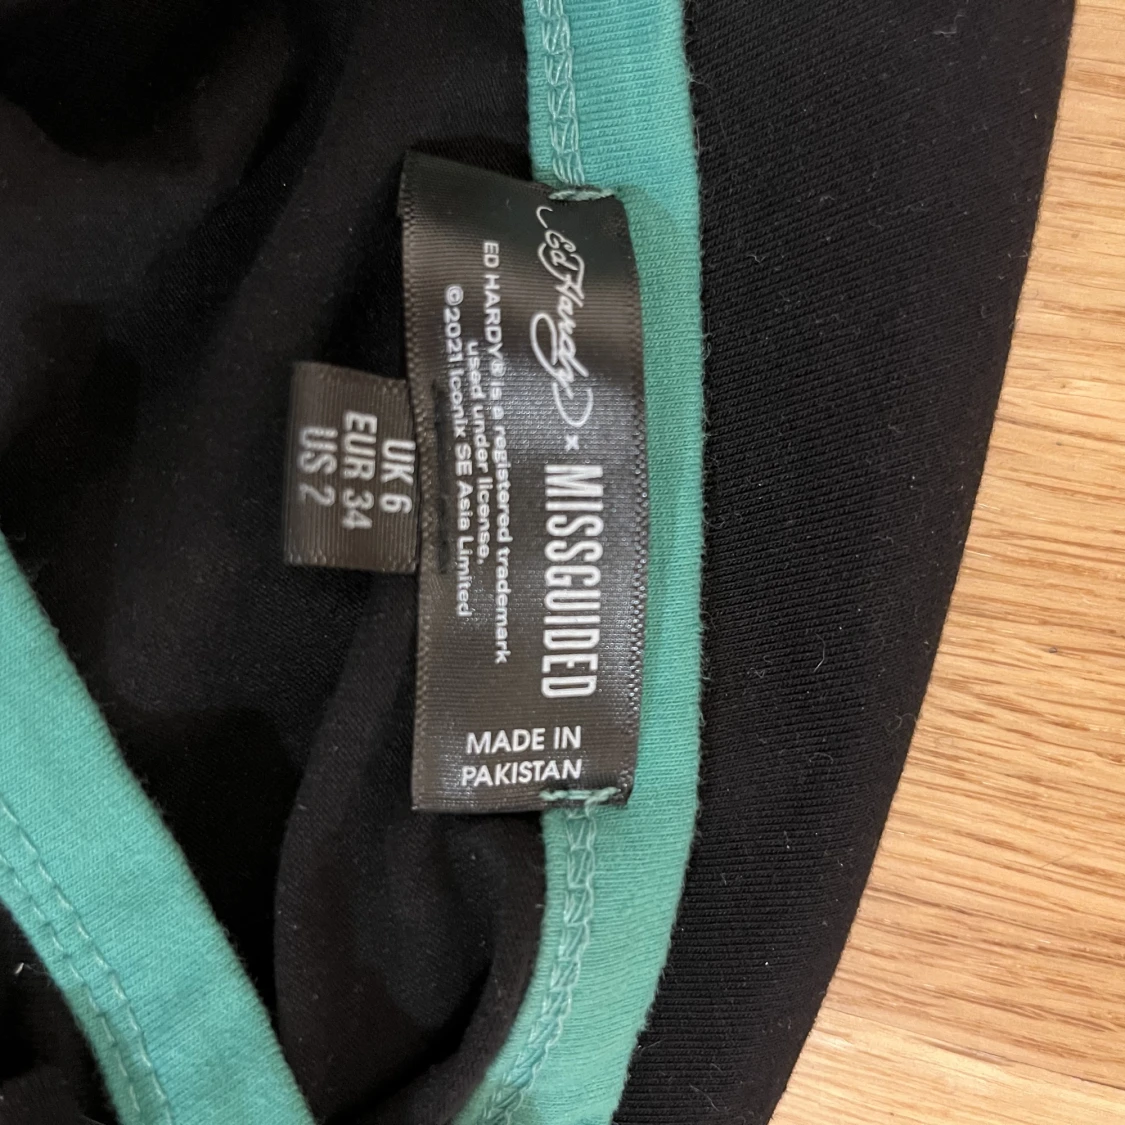 Ed Hardy × MISSGUIDED
ED HARDY® is a registered trademark
used under license.
©2021 Iconik SE Asia Limited
MADE IN
PAKISTAN
UK 6
EUR 34
US 2